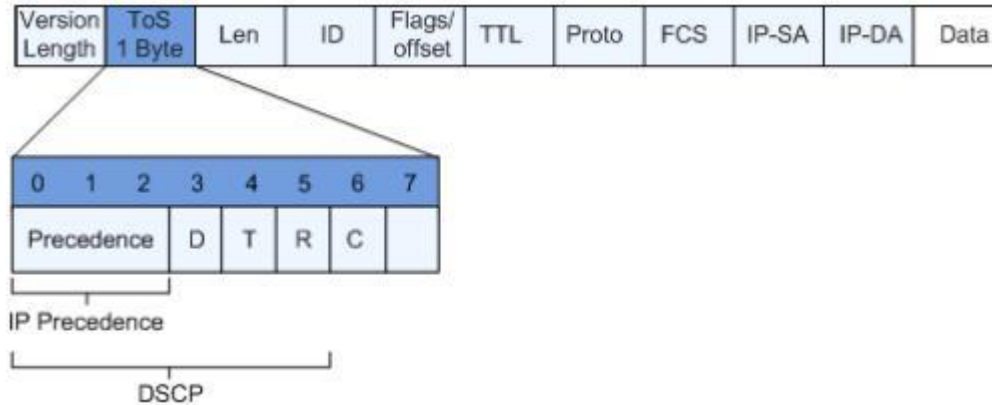 Version Length
ToS 1 Byte
Len
ID
Flags/ offset
TTL
Proto
FCS
IP-SA
IP-DA
Data
0 1 2 3 4 5 6 7
Precedence D T R C
IP Precedence
DSCP